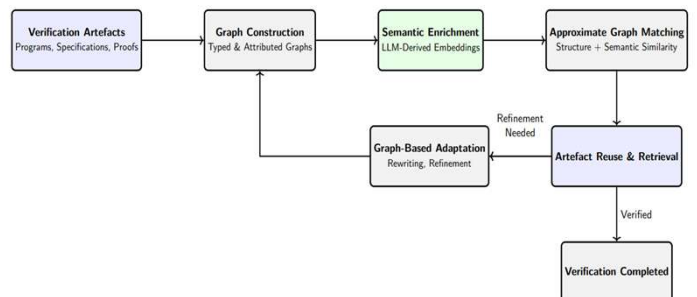 Verification Artefacts
Programs, Specifications, Proofs
Graph Construction
Typed & Attributed Graphs
Semantic Enrichment
LLM-Derived Embeddings
Approximate Graph Matching
Structure + Semantic Similarity
Refinement
Needed
Graph-Based Adaptation
Rewriting, Refinement
Artefact Reuse & Retrieval
Verified
Verification Completed